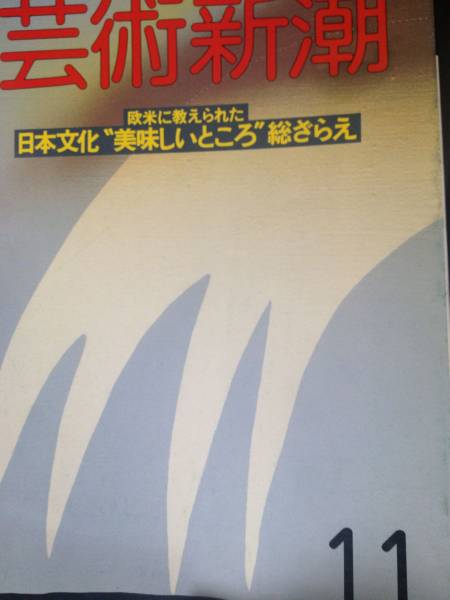 芸術新潮
欧米に教えられた
日本文化〝美味しいところ〟総ざらえ
11